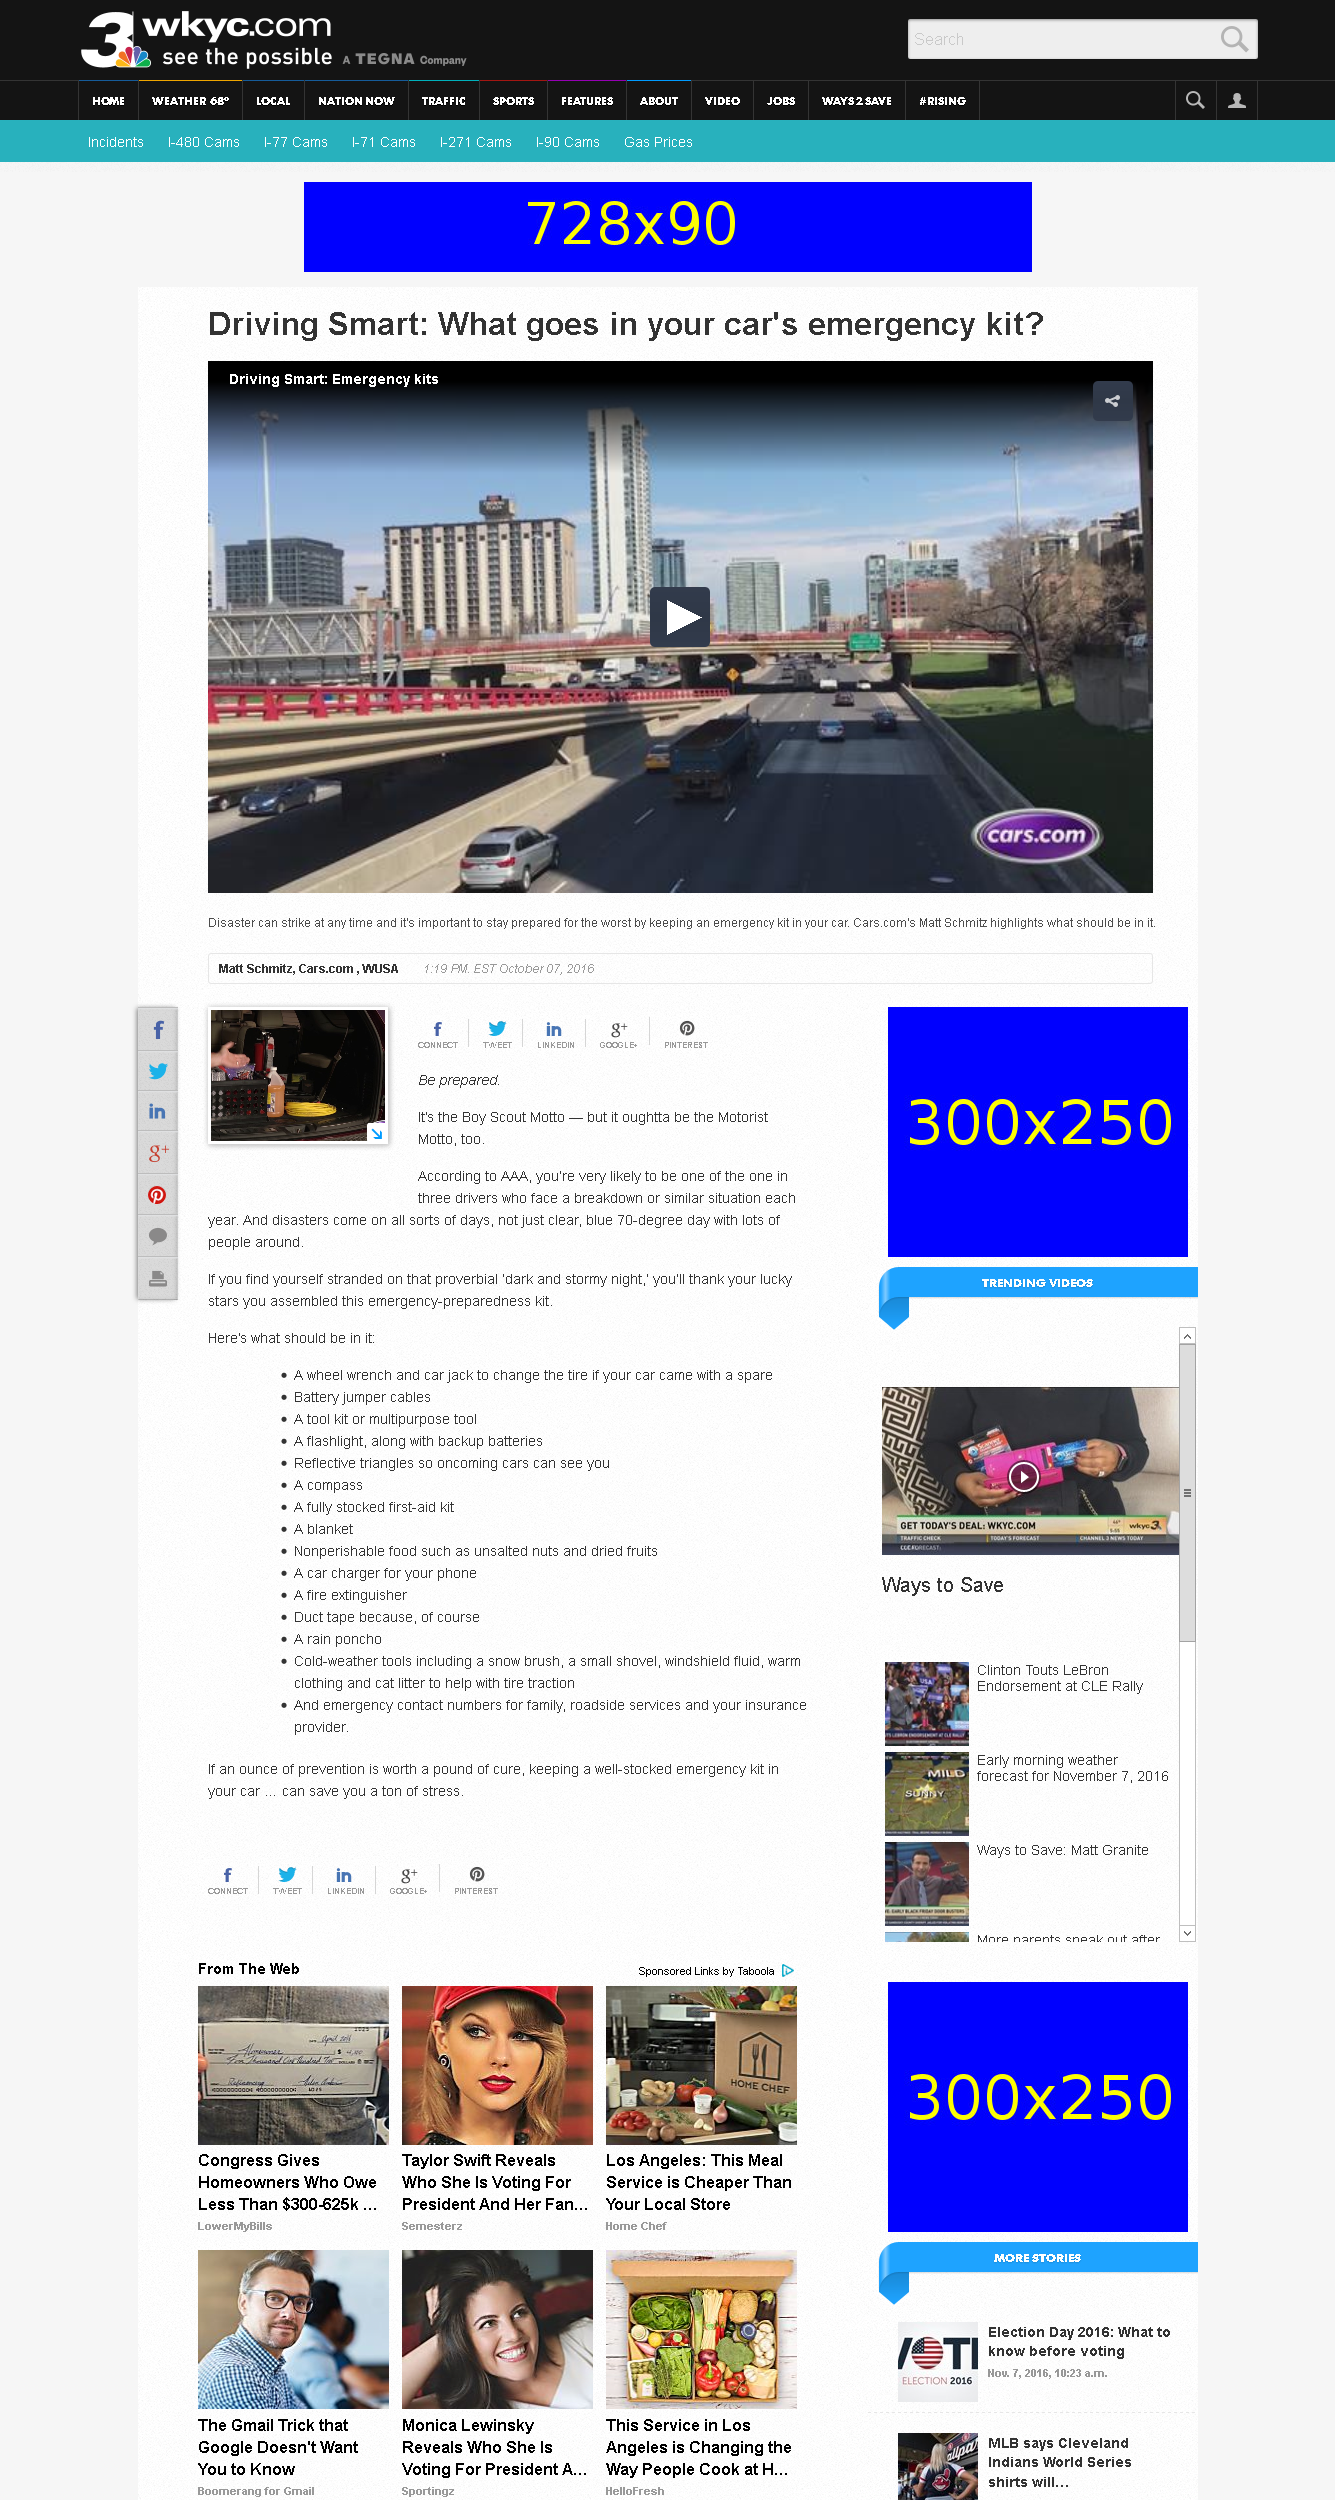 3 wkyc.com
see the possible A TEGNA Company
Search
HOME WEATHER 68° LOCAL NATION NOW TRAFFIC SPORTS FEATURES ABOUT VIDEO JOBS WAYS 2 SAVE #RISING
Incidents I-480 Cams I-77 Cams I-71 Cams I-271 Cams I-90 Cams Gas Prices
728x90
Driving Smart: What goes in your car's emergency kit?
Driving Smart: Emergency kits
cars.com
Disaster can strike at any time and it's important to stay prepared for the worst by keeping an emergency kit in your car. Cars.com's Matt Schmitz highlights what should be in it.
Matt Schmitz, Cars.com , WUSA 1:19 PM. EST October 07, 2016
CONNECT TWEET LINKEDIN GOOGLE+ PINTEREST
Be prepared.
It's the Boy Scout Motto — but it oughtta be the Motorist
Motto, too.
According to AAA, you're very likely to be one of the one in
three drivers who face a breakdown or similar situation each
year. And disasters come on all sorts of days, not just clear, blue 70-degree day with lots of
people around.
If you find yourself stranded on that proverbial 'dark and stormy night,' you'll thank your lucky
stars you assembled this emergency-preparedness kit.
Here's what should be in it:
• A wheel wrench and car jack to change the tire if your car came with a spare
• Battery jumper cables
• A tool kit or multipurpose tool
• A flashlight, along with backup batteries
• Reflective triangles so oncoming cars can see you
• A compass
• A fully stocked first-aid kit
• A blanket
• Nonperishable food such as unsalted nuts and dried fruits
• A car charger for your phone
• A fire extinguisher
• Duct tape because, of course
• A rain poncho
• Cold-weather tools including a snow brush, a small shovel, windshield fluid, warm
clothing and cat litter to help with tire traction
• And emergency contact numbers for family, roadside services and your insurance
provider.
If an ounce of prevention is worth a pound of cure, keeping a well-stocked emergency kit in
your car ... can save you a ton of stress.
CONNECT TWEET LINKEDIN GOOGLE+ PINTEREST
300x250
TRENDING VIDEOS
GET TODAY'S DEAL: WKYC.COM
wkyc 3
TRAFFIC CHECK TODAY'S FORECAST CHANNEL 3 NEWS TODAY
Ways to Save
Clinton Touts LeBron
Endorsement at CLE Rally
MILD
SUNNY
Early morning weather
forecast for November 7, 2016
Ways to Save: Matt Granite
More parents speak out after
From The Web
Sponsored Links by Taboola
April 2016
HOME CHEF
Congress Gives
Homeowners Who Owe
Less Than $300-625k ...
LowerMyBills
Taylor Swift Reveals
Who She Is Voting For
President And Her Fan...
Semesterz
Los Angeles: This Meal
Service is Cheaper Than
Your Local Store
Home Chef
The Gmail Trick that
Google Doesn't Want
You to Know
Boomerang for Gmail
Monica Lewinsky
Reveals Who She Is
Voting For President A...
Sportingz
This Service in Los
Angeles is Changing the
Way People Cook at H...
HelloFresh
300x250
MORE STORIES
VOTE
ELECTION 2016
Election Day 2016: What to
know before voting
Nov. 7, 2016, 10:23 a.m.
MLB says Cleveland
Indians World Series
shirts will...